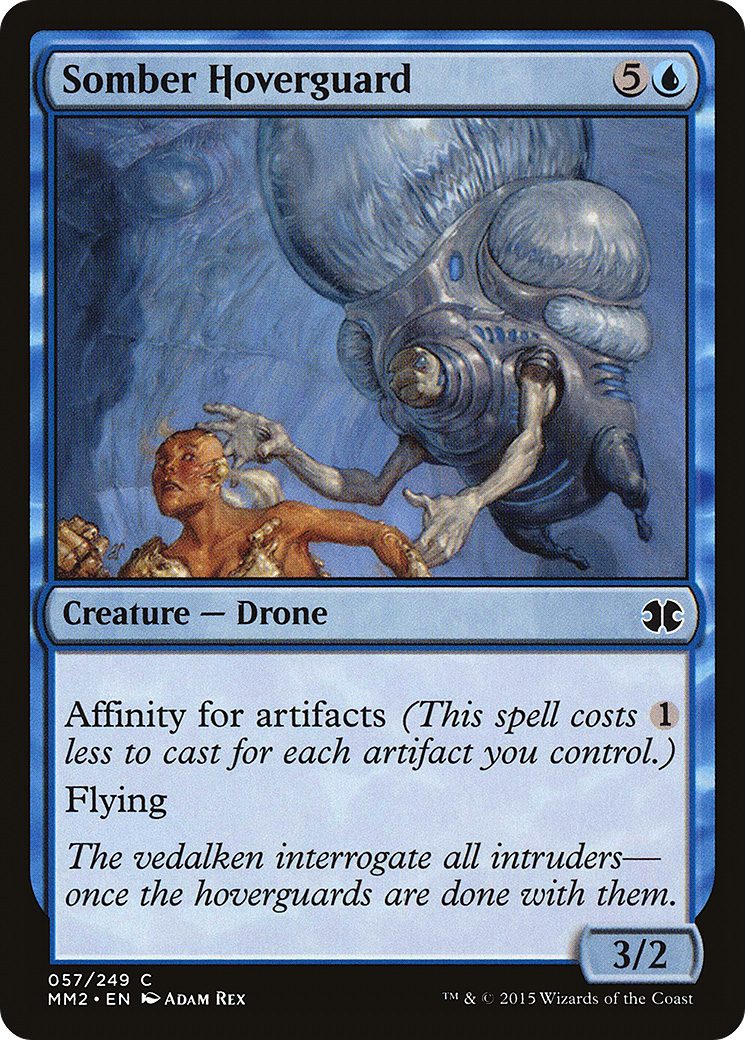 Somber Hoverguard 5
Creature — Drone
Affinity for artifacts (This spell costs 1
less to cast for each artifact you control.)
Flying
The vedalken interrogate all intruders—
once the hoverguards are done with them.
3/2
057/249 C
MM2 • EN Adam Rex
™ & © 2015 Wizards of the Coast